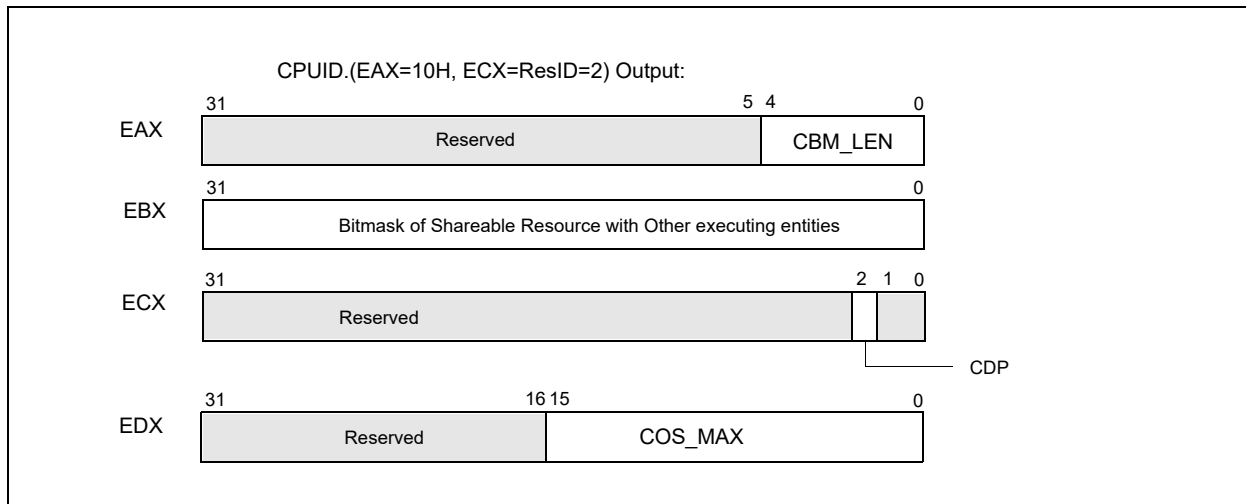 CPUID.(EAX=10H, ECX=ResID=2) Output:
31 5 4 0
EAX Reserved CBM_LEN
31 0
EBX Bitmask of Shareable Resource with Other executing entities
31 2 1 0
ECX Reserved
CDP
31 16 15 0
EDX Reserved COS_MAX